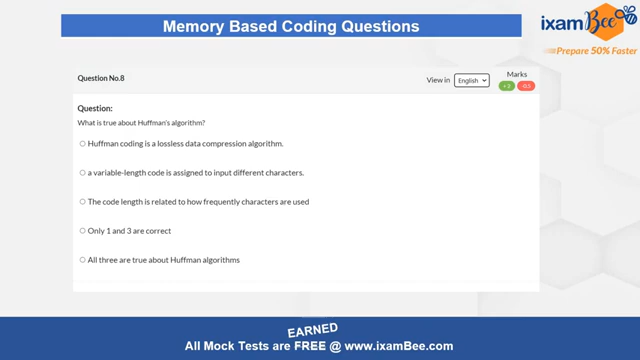 Memory Based Coding Questions
ixamBee
Prepare 50% Faster
Question No.8
View in English
Marks
+ 2 -0.5
Question:
What is true about Huffman's algorithm?
Huffman coding is a lossless data compression algorithm.
a variable-length code is assigned to input different characters.
The code length is related to how frequently characters are used
Only 1 and 3 are correct
All three are true about Huffman algorithms
EARNED
All Mock Tests are FREE @ www.ixamBee.com